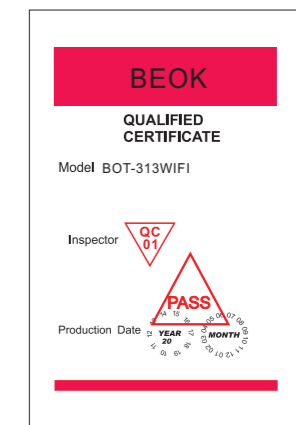 BEOK
QUALIFIED
CERTIFICATE
Model BOT-313WIFI
Inspector
QC
01
PASS
Production Date
YEAR
20
MONTH